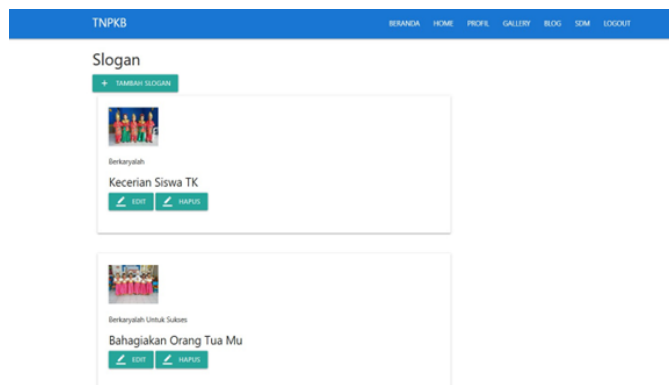 TNPKB
BERANDA HOME PROFIL GALLERY BLOG SDM LOGOUT
Slogan
+ TAMBAH SLOGAN
Berkaryalah
Kecerian Siswa TK
EDIT HAPUS
Berkaryalah Untuk Sukses
Bahagiakan Orang Tua Mu
EDIT HAPUS